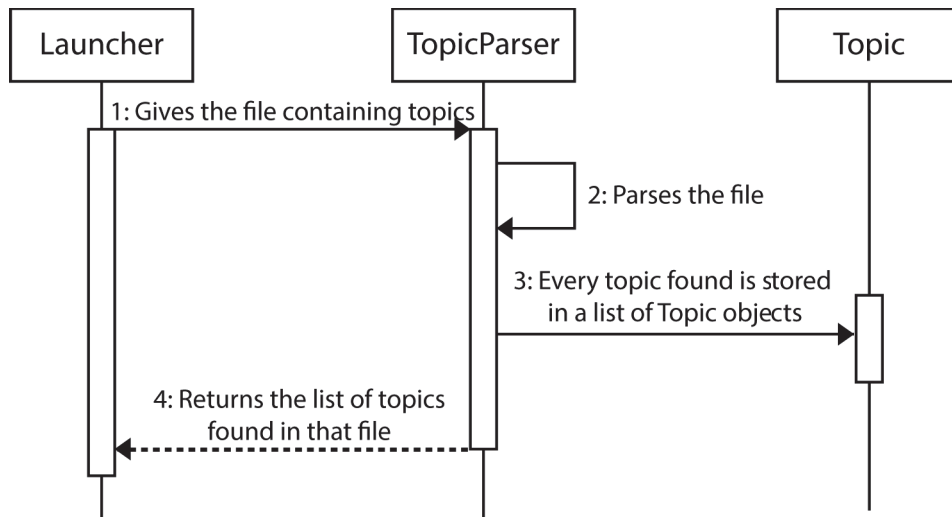 Launcher
TopicParser
Topic
1: Gives the file containing topics
2: Parses the file
3: Every topic found is stored
in a list of Topic objects
4: Returns the list of topics
found in that file